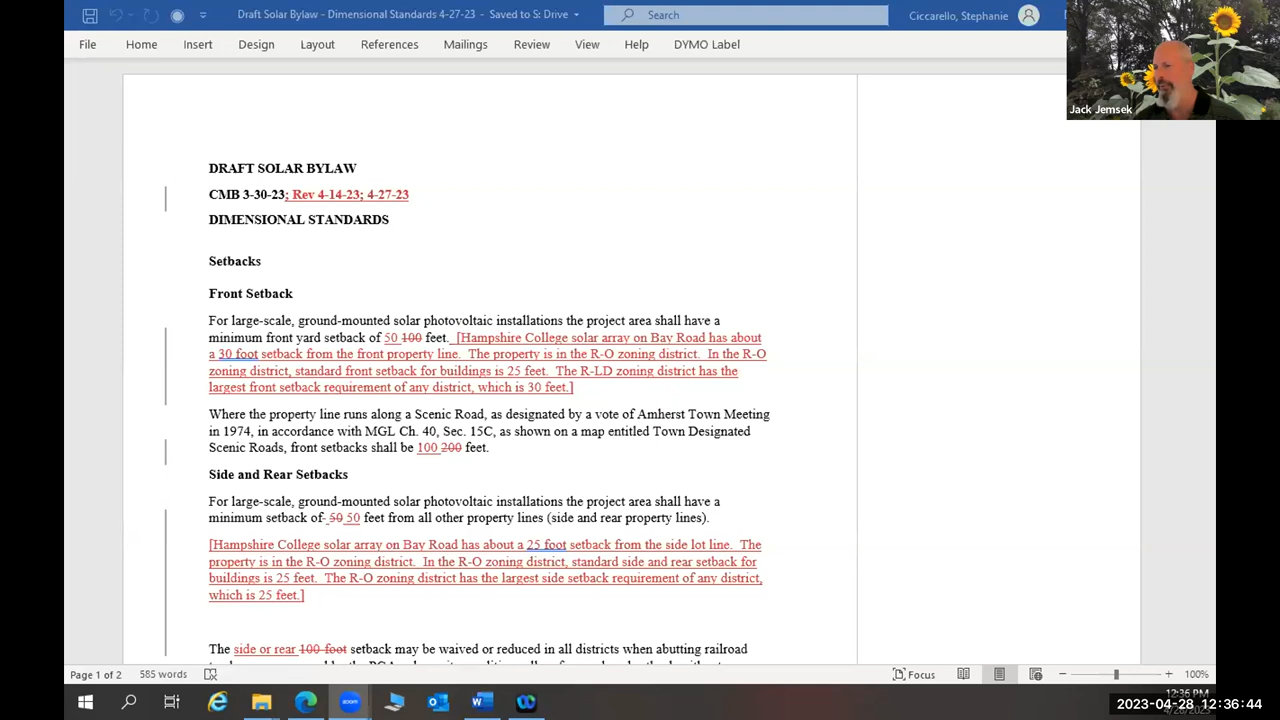 Draft Solar Bylaw - Dimensional Standards 4-27-23 - Saved to S: Drive
Search
Ciccarello, Stephanie
File Home Insert Design Layout References Mailings Review View Help DYMO Label
Jack Jemsek
DRAFT SOLAR BYLAW
CMB 3-30-23; Rev 4-14-23; 4-27-23
DIMENSIONAL STANDARDS
Setbacks
Front Setback
For large-scale, ground-mounted solar photovoltaic installations the project area shall have a
minimum front yard setback of 50 100 feet. [Hampshire College solar array on Bay Road has about
a 30 foot setback from the front property line. The property is in the R-O zoning district. In the R-O
zoning district, standard front setback for buildings is 25 feet. The R-LD zoning district has the
largest front setback requirement of any district, which is 30 feet.]
Where the property line runs along a Scenic Road, as designated by a vote of Amherst Town Meeting
in 1974, in accordance with MGL Ch. 40, Sec. 15C, as shown on a map entitled Town Designated
Scenic Roads, front setbacks shall be 100 200 feet.
Side and Rear Setbacks
For large-scale, ground-mounted solar photovoltaic installations the project area shall have a
minimum setback of 50 50 feet from all other property lines (side and rear property lines).
[Hampshire College solar array on Bay Road has about a 25 foot setback from the side lot line. The
property is in the R-O zoning district. In the R-O zoning district, standard side and rear setback for
buildings is 25 feet. The R-O zoning district has the largest side setback requirement of any district,
which is 25 feet.]
The side or rear 100 foot setback may be waived or reduced in all districts when abutting railroad
Page 1 of 2 585 words Focus 100%
12:36 PM
2023-04-28 12:36:44